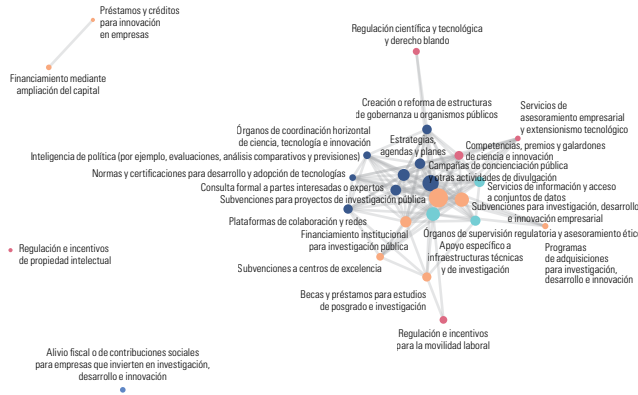 Préstamos y créditos
para innovación
en empresas
Financiamiento mediante
ampliación del capital
Regulación científica y tecnológica
y derecho blando
Creación o reforma de estructuras
de gobernanza u organismos públicos
Servicios de
asesoramiento empresarial
y extensionismo tecnológico
Órganos de coordinación horizontal
de ciencia, tecnología e innovación
Estrategias,
agendas y planes
Competencias, premios y galardones
de ciencia e innovación
Inteligencia de política (por ejemplo, evaluaciones, análisis comparativos y previsiones)
Campañas de concienciación pública
y otras actividades de divulgación
Normas y certificaciones para desarrollo y adopción de tecnologías
Consulta formal a partes interesadas o expertos
Servicios de información y acceso
a conjuntos de datos
Subvenciones para proyectos de investigación pública
Subvenciones para investigación, desarrollo
e innovación empresarial
Plataformas de colaboración y redes
Financiamiento institucional
para investigación pública
Órganos de supervisión regulatoria y asesoramiento ético
Apoyo específico a
infraestructuras técnicas
y de investigación
Programas
de adquisiciones
para investigación,
desarrollo e innovación
Regulación e incentivos
de propiedad intelectual
Subvenciones a centros de excelencia
Becas y préstamos para estudios
de posgrado e investigación
Regulación e incentivos
para la movilidad laboral
Alivio fiscal o de contribuciones sociales
para empresas que invierten en investigación,
desarrollo e innovación